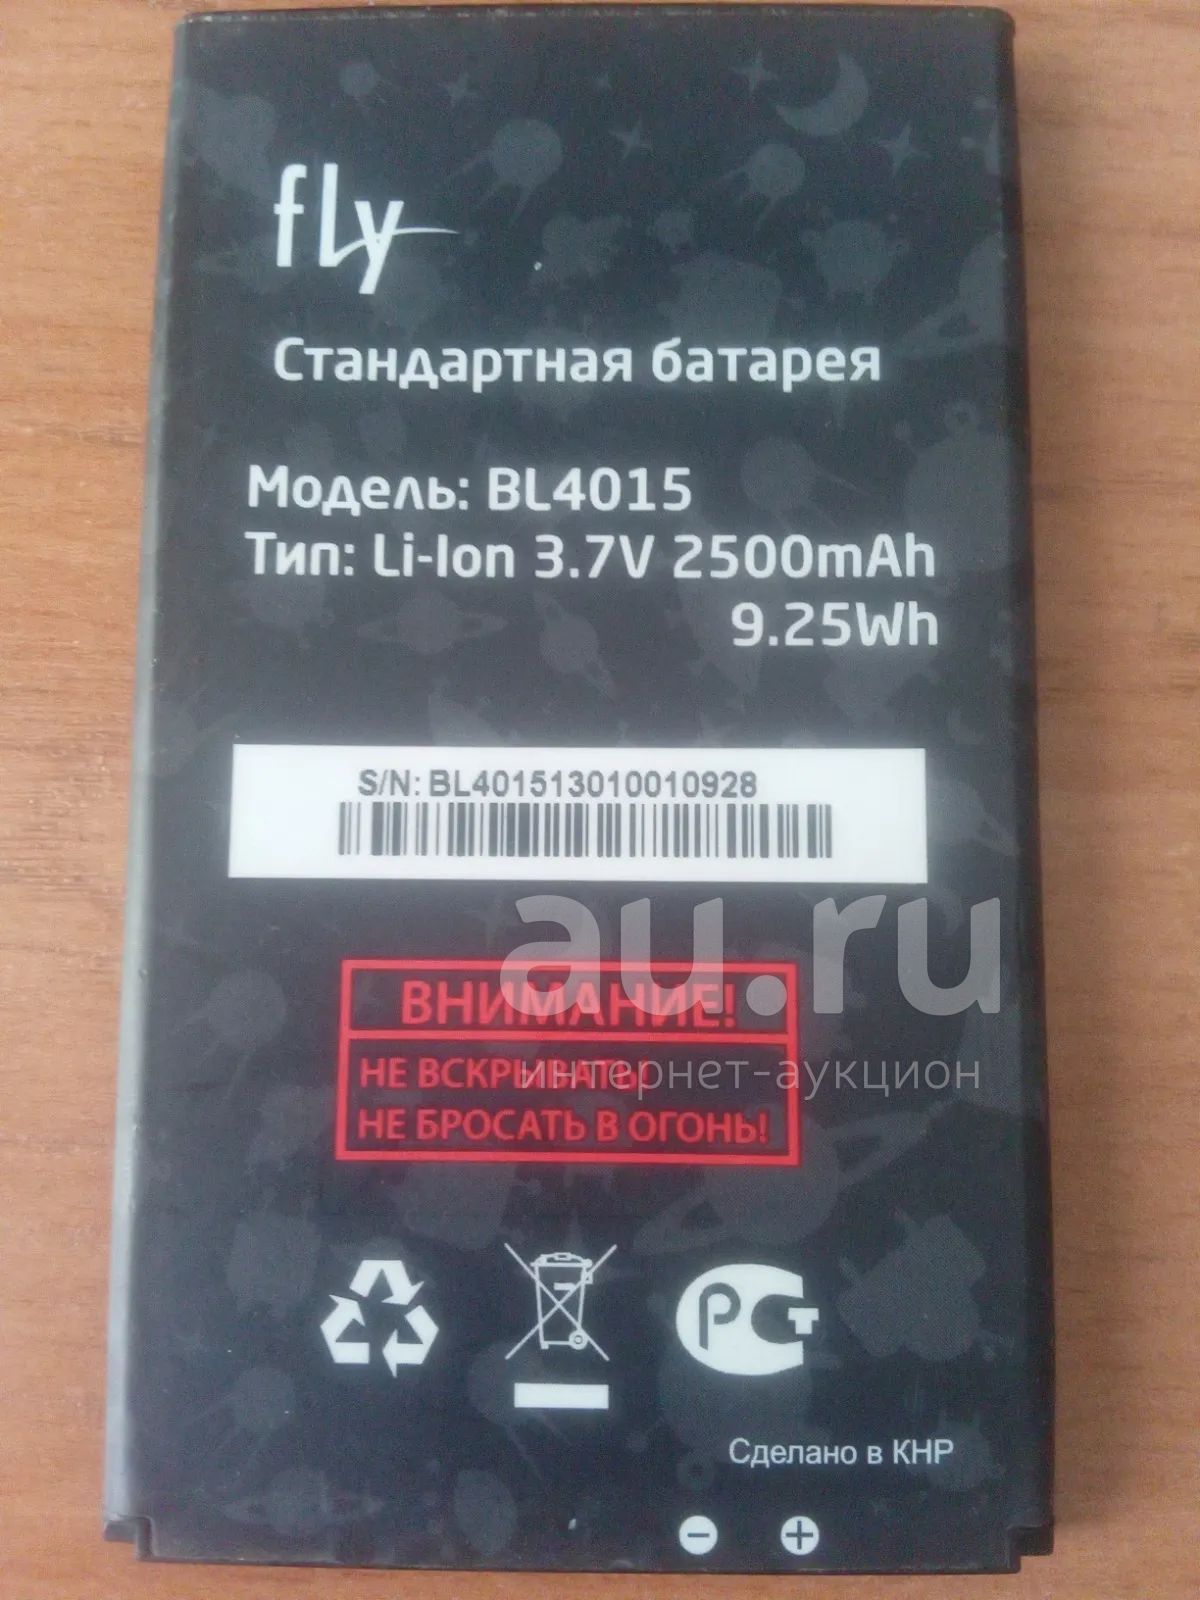 fly
Стандартная батарея
Модель: BL4015
Тип: Li-Ion 3.7V 2500mAh
9.25Wh
S/N: BL401513010010928
au.ru
ВНИМАНИЕ!
интернет-аукцион
НЕ ВСКРЫВАТЬ!
НЕ БРОСАТЬ В ОГОНЬ!
РСТ
Сделано в КНР
− +